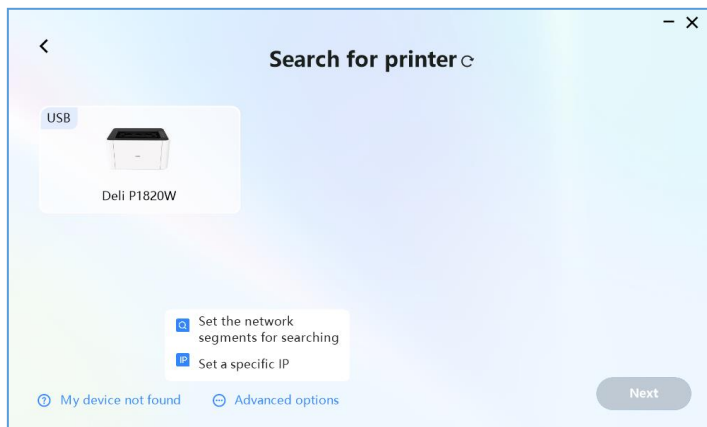 Search for printer
USB
Deli P1820W
Set the network
segments for searching
IP
Set a specific IP
My device not found
Advanced options
Next